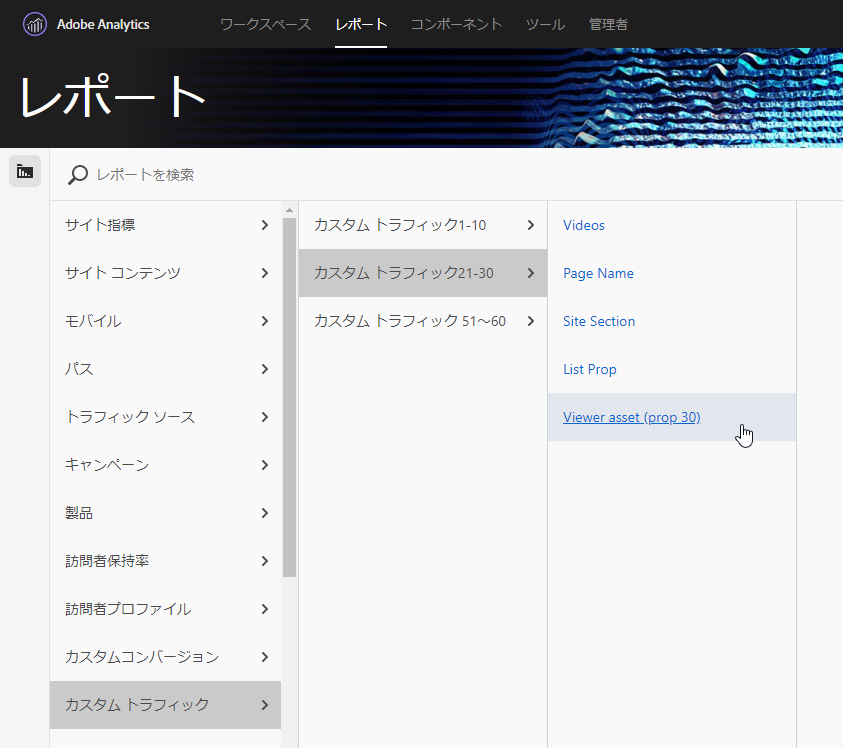 Adobe Analytics
ワークスペース
レポート
コンポーネント
ツール
管理者
レポート
レポートを検索
サイト指標
サイト コンテンツ
モバイル
パス
トラフィック ソース
キャンペーン
製品
訪問者保持率
訪問者プロファイル
カスタムコンバージョン
カスタム トラフィック
カスタム トラフィック1-10
カスタム トラフィック21-30
カスタム トラフィック 51～60
Videos
Page Name
Site Section
List Prop
Viewer asset (prop 30)